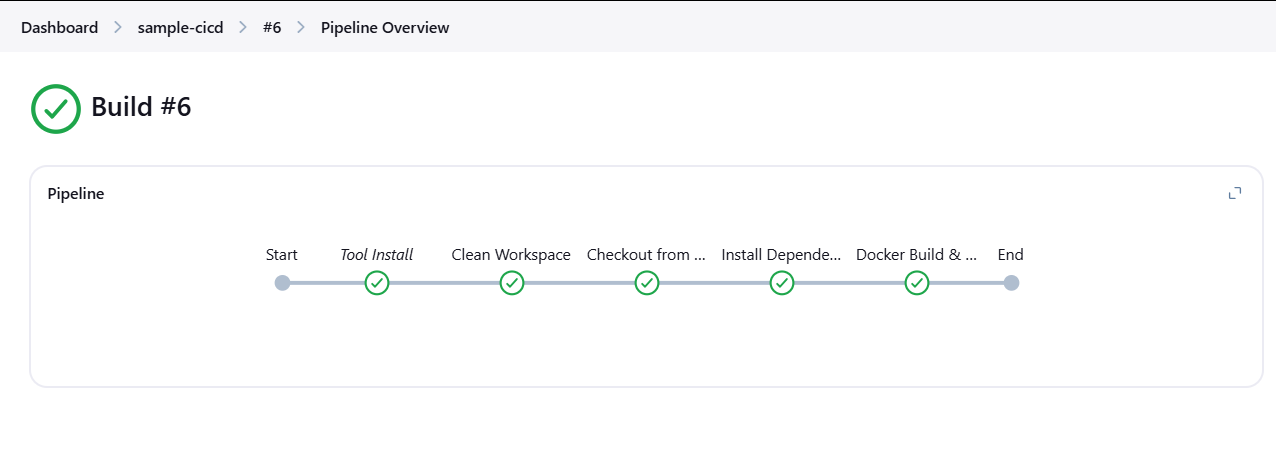 Dashboard > sample-cicd > #6 > Pipeline Overview
Build #6
Pipeline
Start Tool Install Clean Workspace Checkout from ... Install Depende... Docker Build & ... End